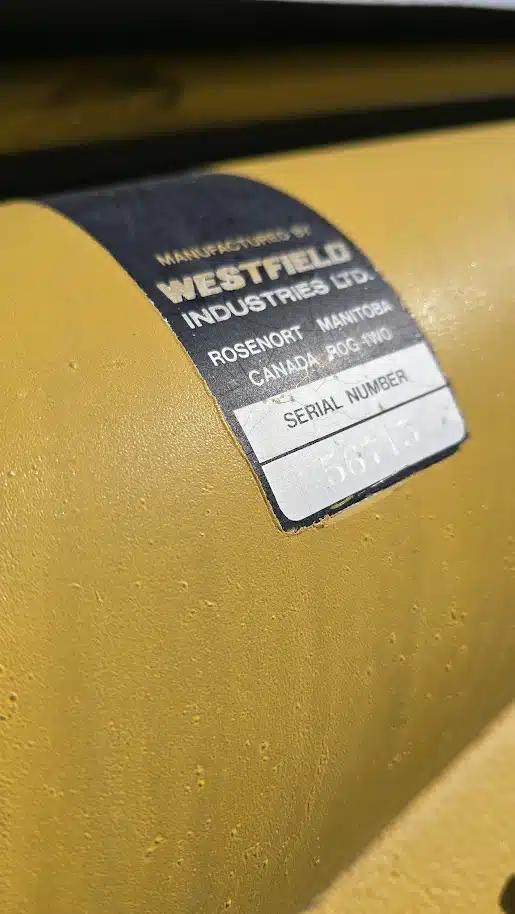 MANUFACTURED BY
WESTFIELD
INDUSTRIES LTD.
ROSENORT MANITOBA
CANADA R0G 1W0
SERIAL NUMBER